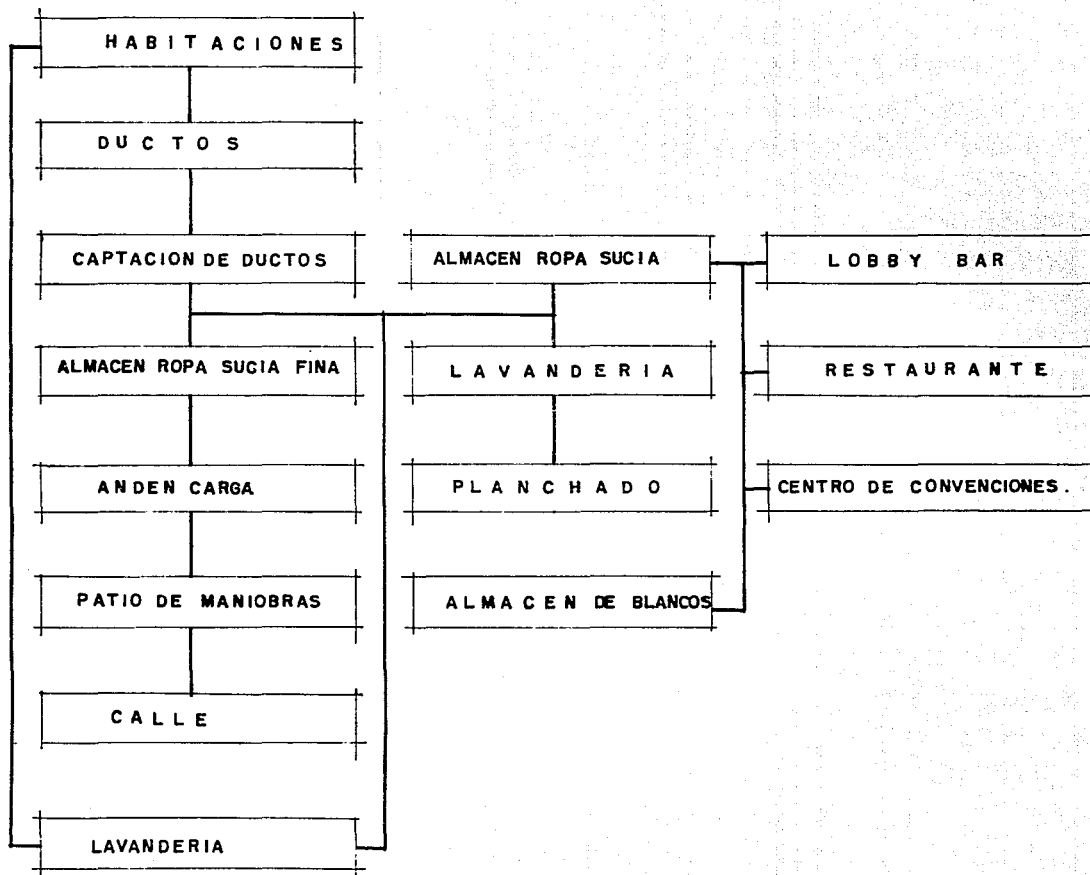 HABITACIONES
DUCTOS
CAPTACION DE DUCTOS
ALMACEN ROPA SUCIA FINA
ANDEN CARGA
PATIO DE MANIOBRAS
CALLE
LAVANDERIA
ALMACEN ROPA SUCIA
LAVANDERIA
PLANCHADO
ALMACEN DE BLANCOS
LOBBY BAR
RESTAURANTE
CENTRO DE CONVENCIONES.